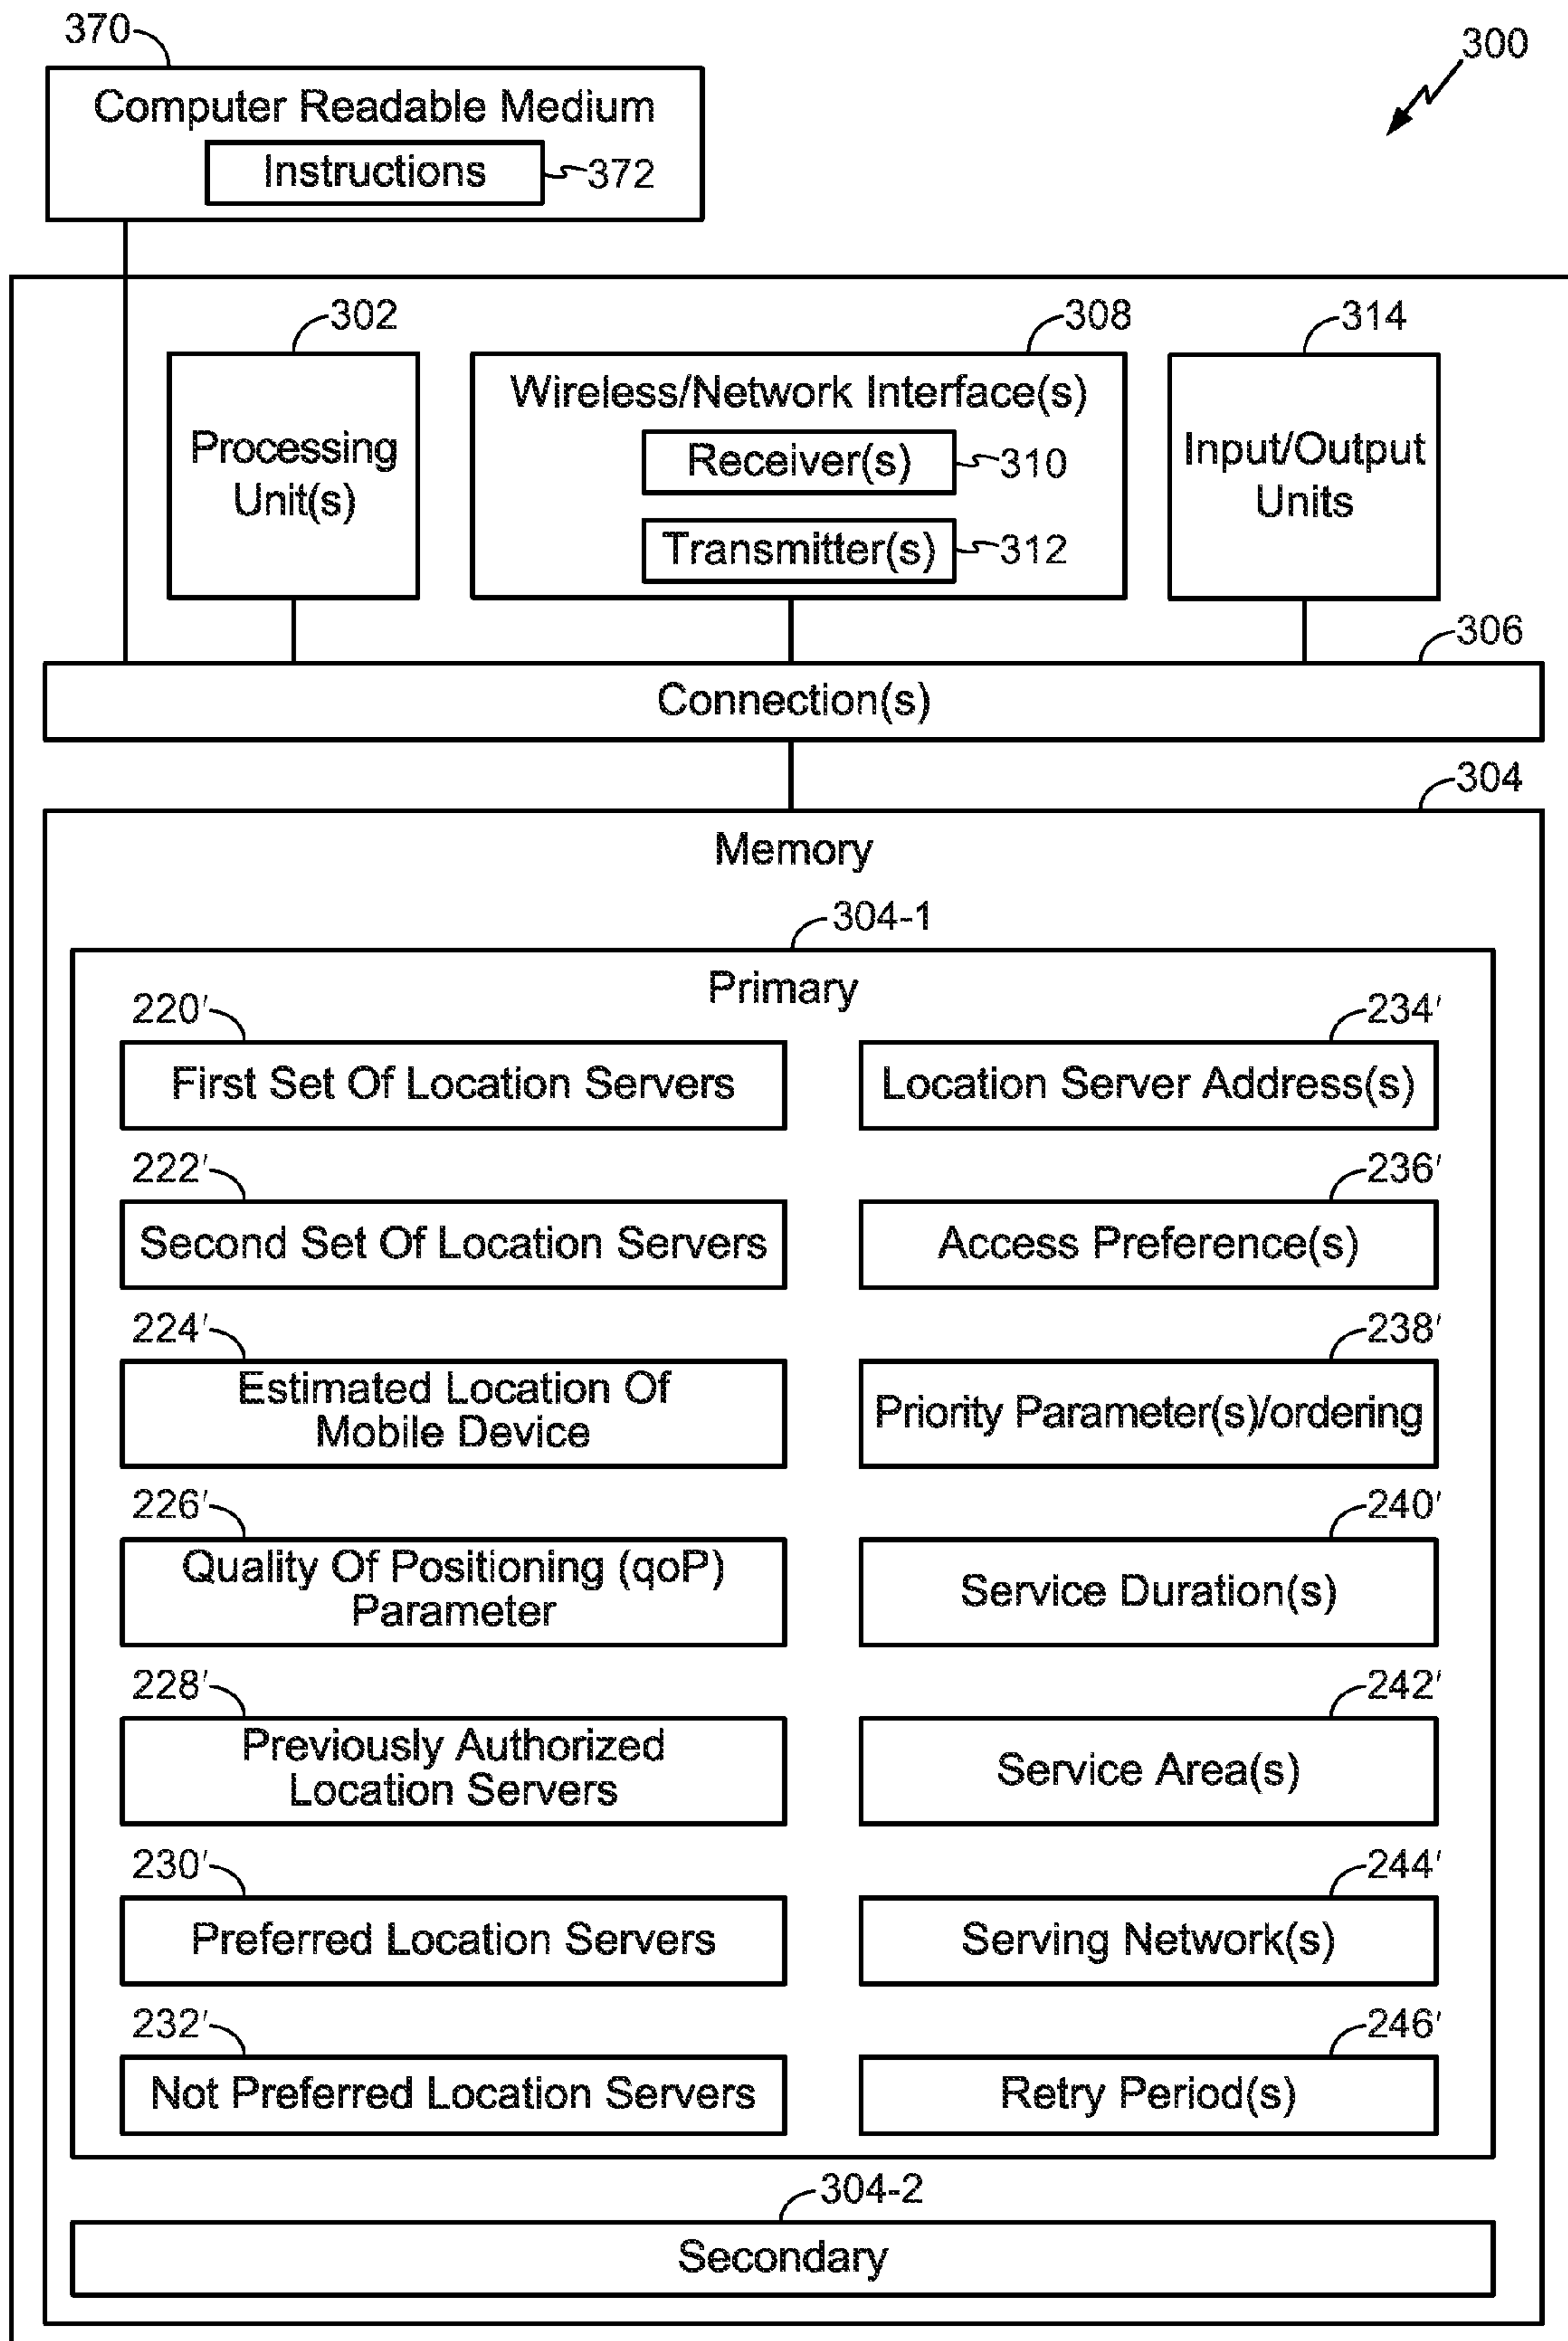 370
300
Computer Readable Medium
Instructions
372
302
308
314
Processing
Unit(s)
Wireless/Network Interface(s)
Receiver(s)
310
Transmitter(s)
312
Input/Output
Units
306
Connection(s)
304
Memory
304-1
Primary
220′
234′
First Set Of Location Servers
Location Server Address(s)
222′
236′
Second Set Of Location Servers
Access Preference(s)
224′
238′
Estimated Location Of
Mobile Device
Priority Parameter(s)/ordering
226′
240′
Quality Of Positioning (qoP)
Parameter
Service Duration(s)
228′
242′
Previously Authorized
Location Servers
Service Area(s)
230′
244′
Preferred Location Servers
Serving Network(s)
232′
246′
Not Preferred Location Servers
Retry Period(s)
304-2
Secondary